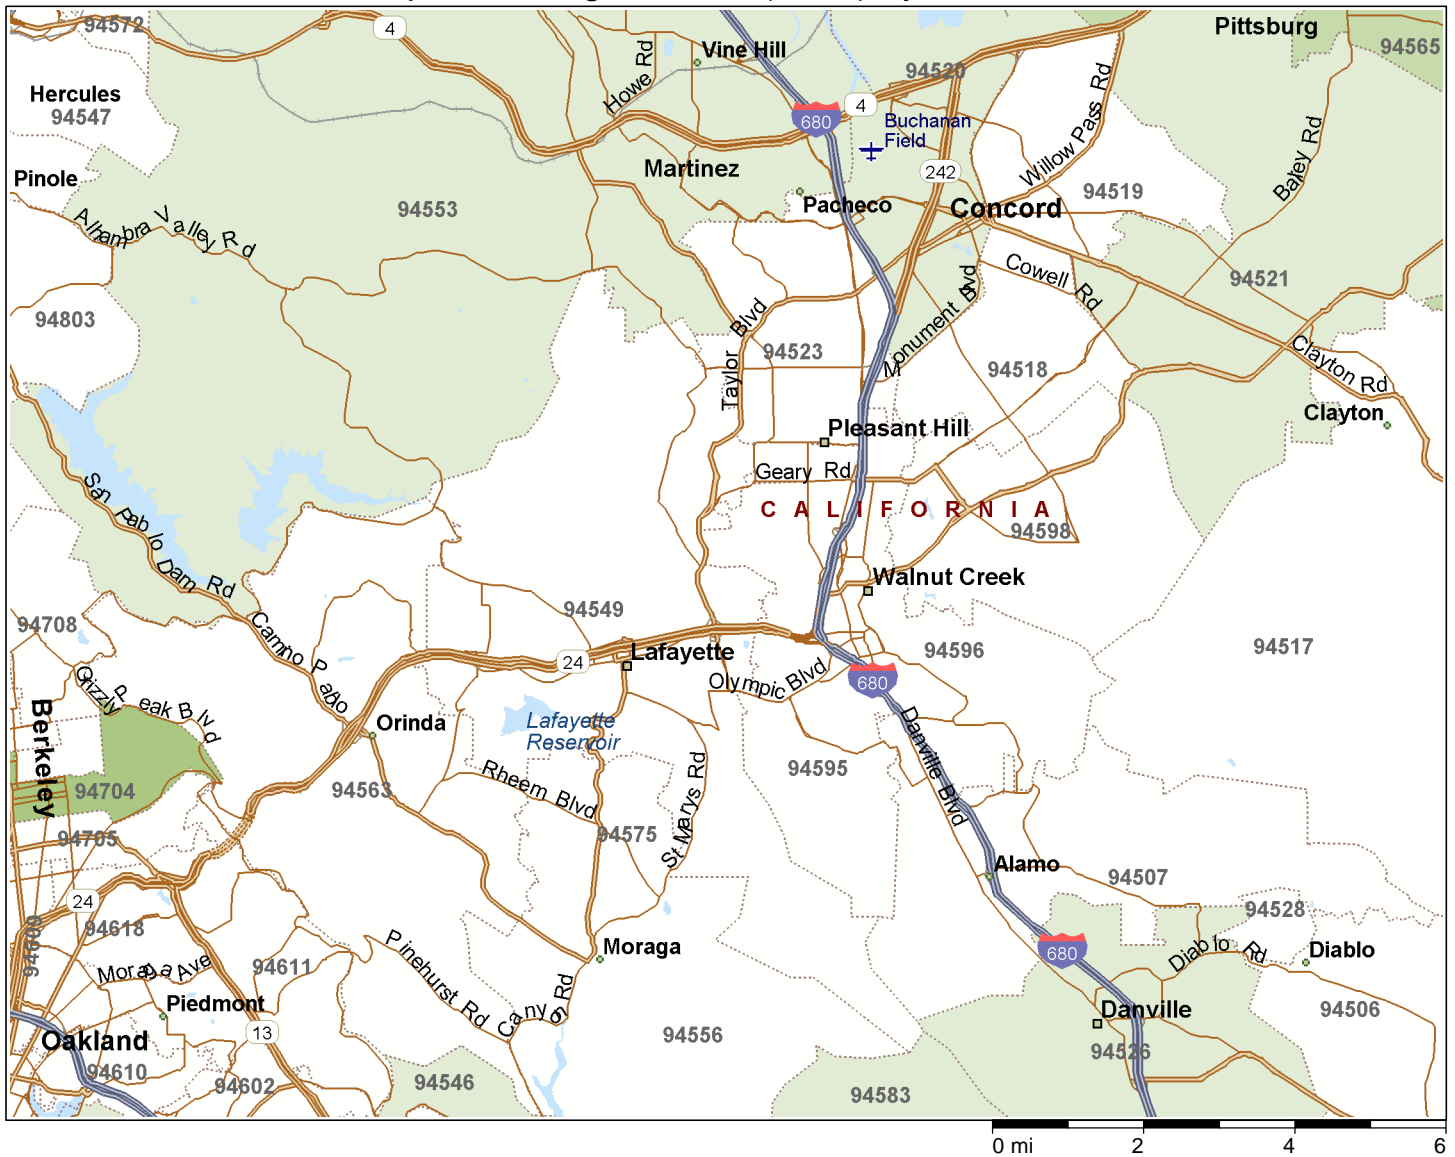 94572
4
Howe Rd
Vine Hill
Pittsburg
94565
94520
Hercules
94547
680
4
Buchanan
Field
Willow Pass Rd
Bailey Rd
Pinole
Martinez
242
94519
Pacheco
Concord
94553
Alhambra Valley Rd
Cowell Rd
94521
94803
Blvd
Monument Blvd
94523
Taylor
94518
Clayton Rd
Clayton
Pleasant Hill
Geary Rd
CALIFORNIA
94598
San Pablo Dam Rd
Walnut Creek
94549
94708
Camino Pablo
24
Lafayette
94596
94517
Olympic Blvd
680
Grizzly Peak Blvd
Berkeley
Orinda
Lafayette
Reservoir
Danville Blvd
94595
Rheem Blvd
St Marys Rd
94704
94563
94705
94575
Alamo
94507
24
94528
94618
94609
Pinehurst Rd
Moraga
680
Diablo Rd
Diablo
Moraga Ave
94611
Canyon Rd
Piedmont
Danville
94506
13
Oakland
94556
94526
94610
94602
94546
94583
0 mi
2
4
6